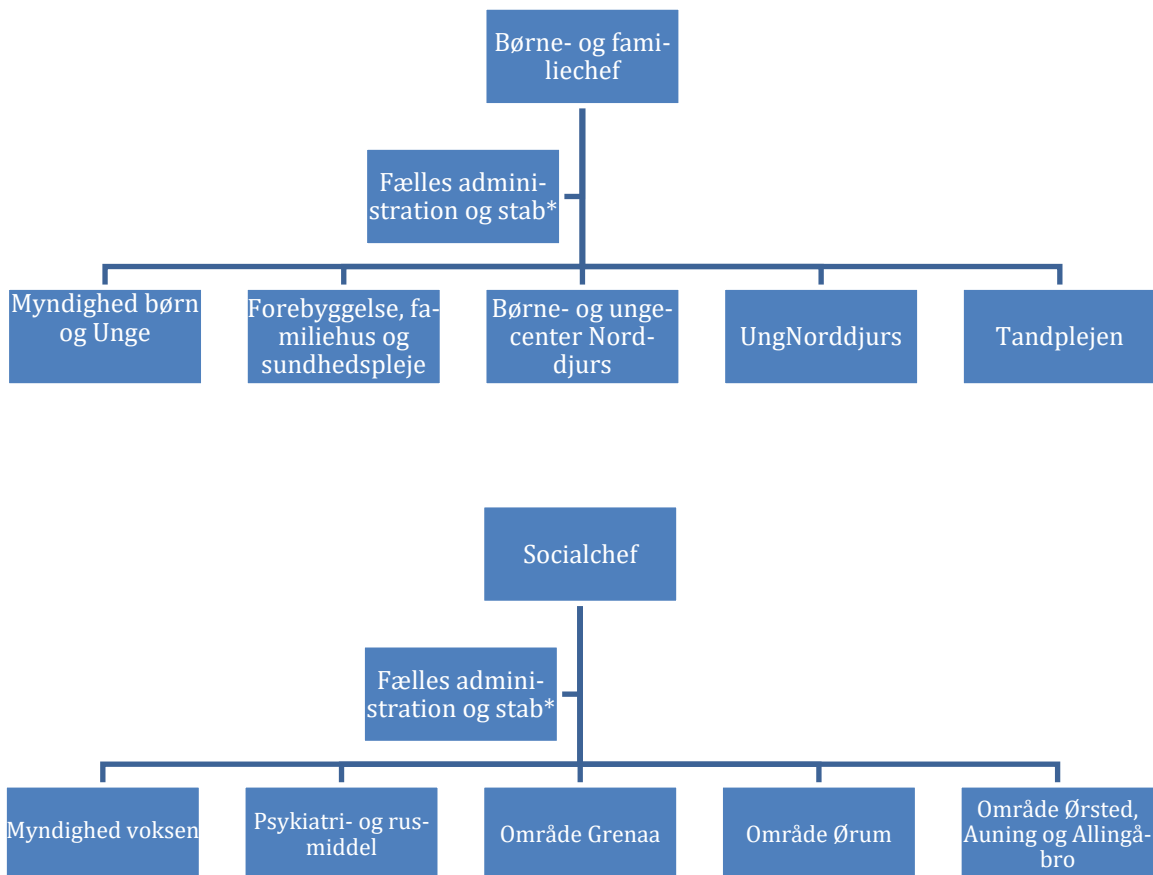 Børne- og fami-
liechef
Fælles admini-
stration og stab*
Myndighed børn
og Unge
Forebyggelse, fa-
miliehus og
sundhedspleje
Børne- og unge-
center Nord-
djurs
UngNorddjurs
Tandplejen
Socialchef
Fælles admini-
stration og stab*
Myndighed voksen
Psykiatri- og rus-
middel
Område Grenaa
Område Ørum
Område Ørsted,
Auning og Allingå-
bro